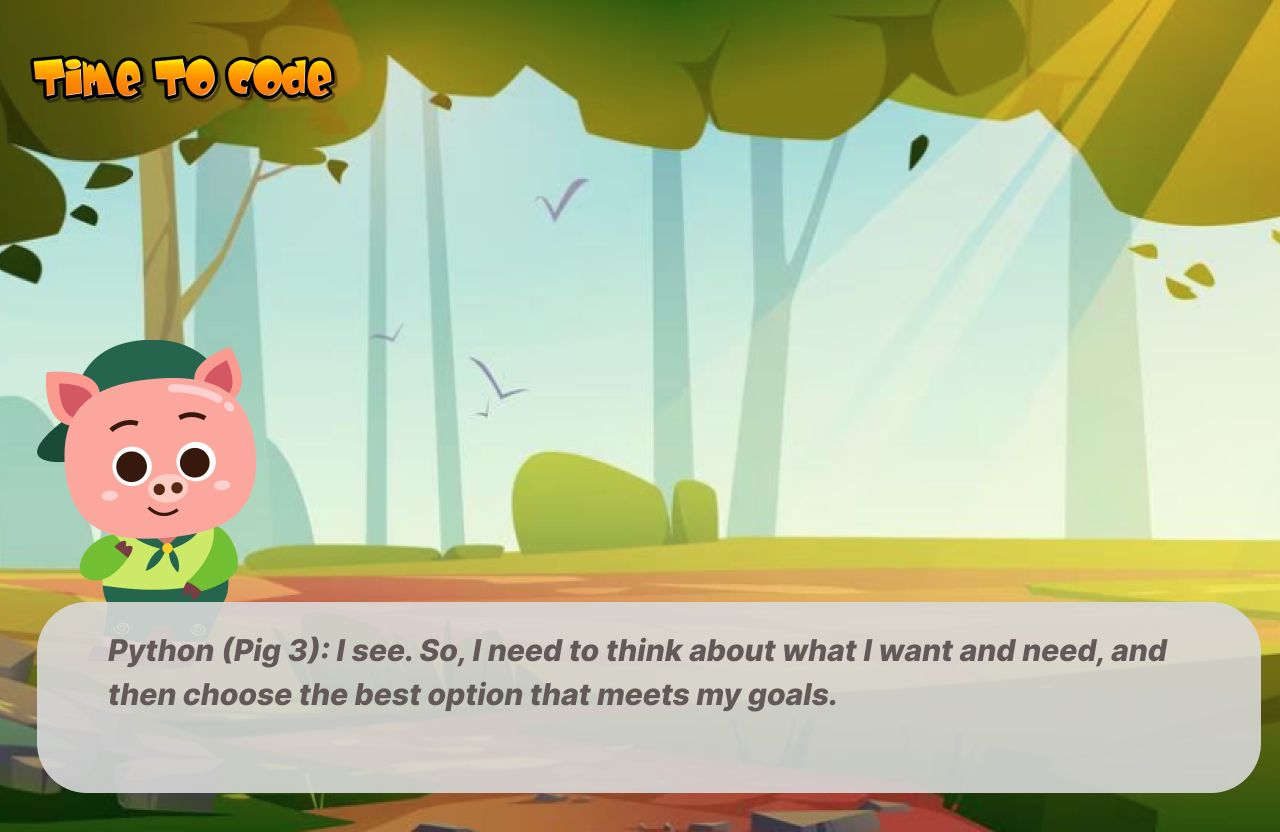 Time To Code
Python (Pig 3): I see. So, I need to think about what I want and need, and
then choose the best option that meets my goals.